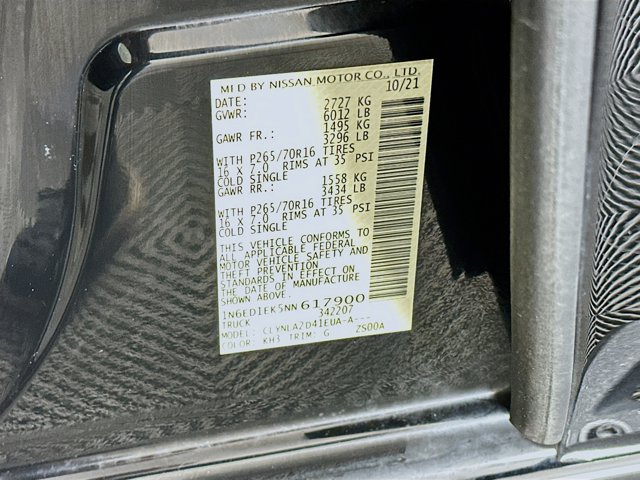 MFD BY NISSAN MOTOR CO., LTD.
DATE: 10/21
GVWR: 2727 KG
6012 LB
GAWR FR.: 1495 KG
3296 LB
WITH P265/70R16 TIRES
16 X 7.0 RIMS AT 35 PSI
COLD SINGLE
GAWR RR.: 1558 KG
3434 LB
WITH P265/70R16 TIRES
16 X 7.0 RIMS AT 35 PSI
COLD SINGLE
THIS VEHICLE CONFORMS TO
ALL APPLICABLE FEDERAL
MOTOR VEHICLE SAFETY AND
THEFT PREVENTION
STANDARDS IN EFFECT ON
THE DATE OF MANUFACTURE
SHOWN ABOVE.
1N6ED1EK5NN617900
TRUCK 342207
MODEL: CLYNLA2D41EUA-A---
COLOR: KH3 TRIM: G ZS00A